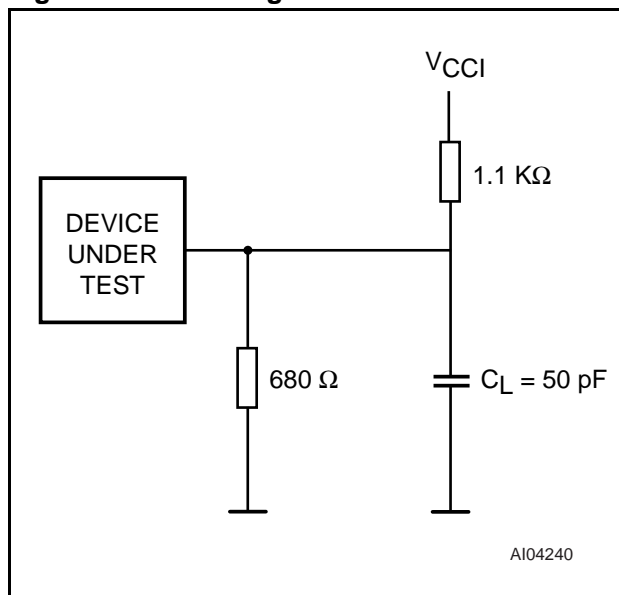 VCCI
1.1 KΩ
DEVICE
UNDER
TEST
680 Ω
CL = 50 pF
AI04240